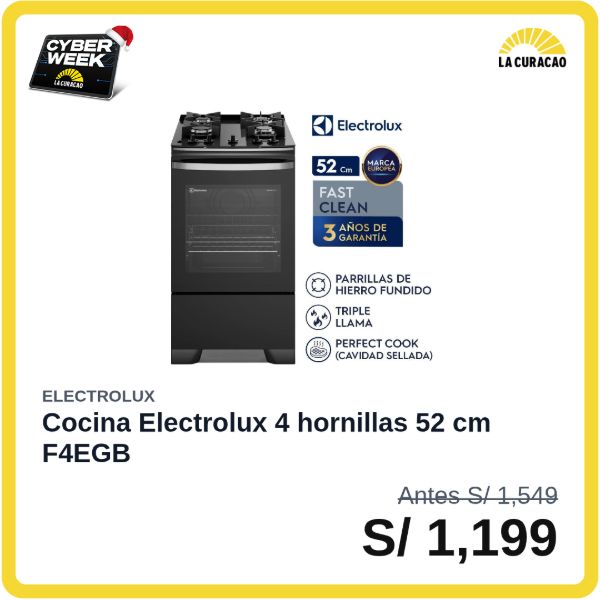 CYBER
WEEK
LA CURACAO
LA CURACAO
Electrolux
52 Cm
MARCA
EUROPEA
FAST
CLEAN
3 AÑOS DE
GARANTÍA
PARRILLAS DE
HIERRO FUNDIDO
TRIPLE
LLAMA
PERFECT COOK
(CAVIDAD SELLADA)
Electrolux
ELECTROLUX
Cocina Electrolux 4 hornillas 52 cm
F4EGB
Antes S/ 1,549
S/ 1,199